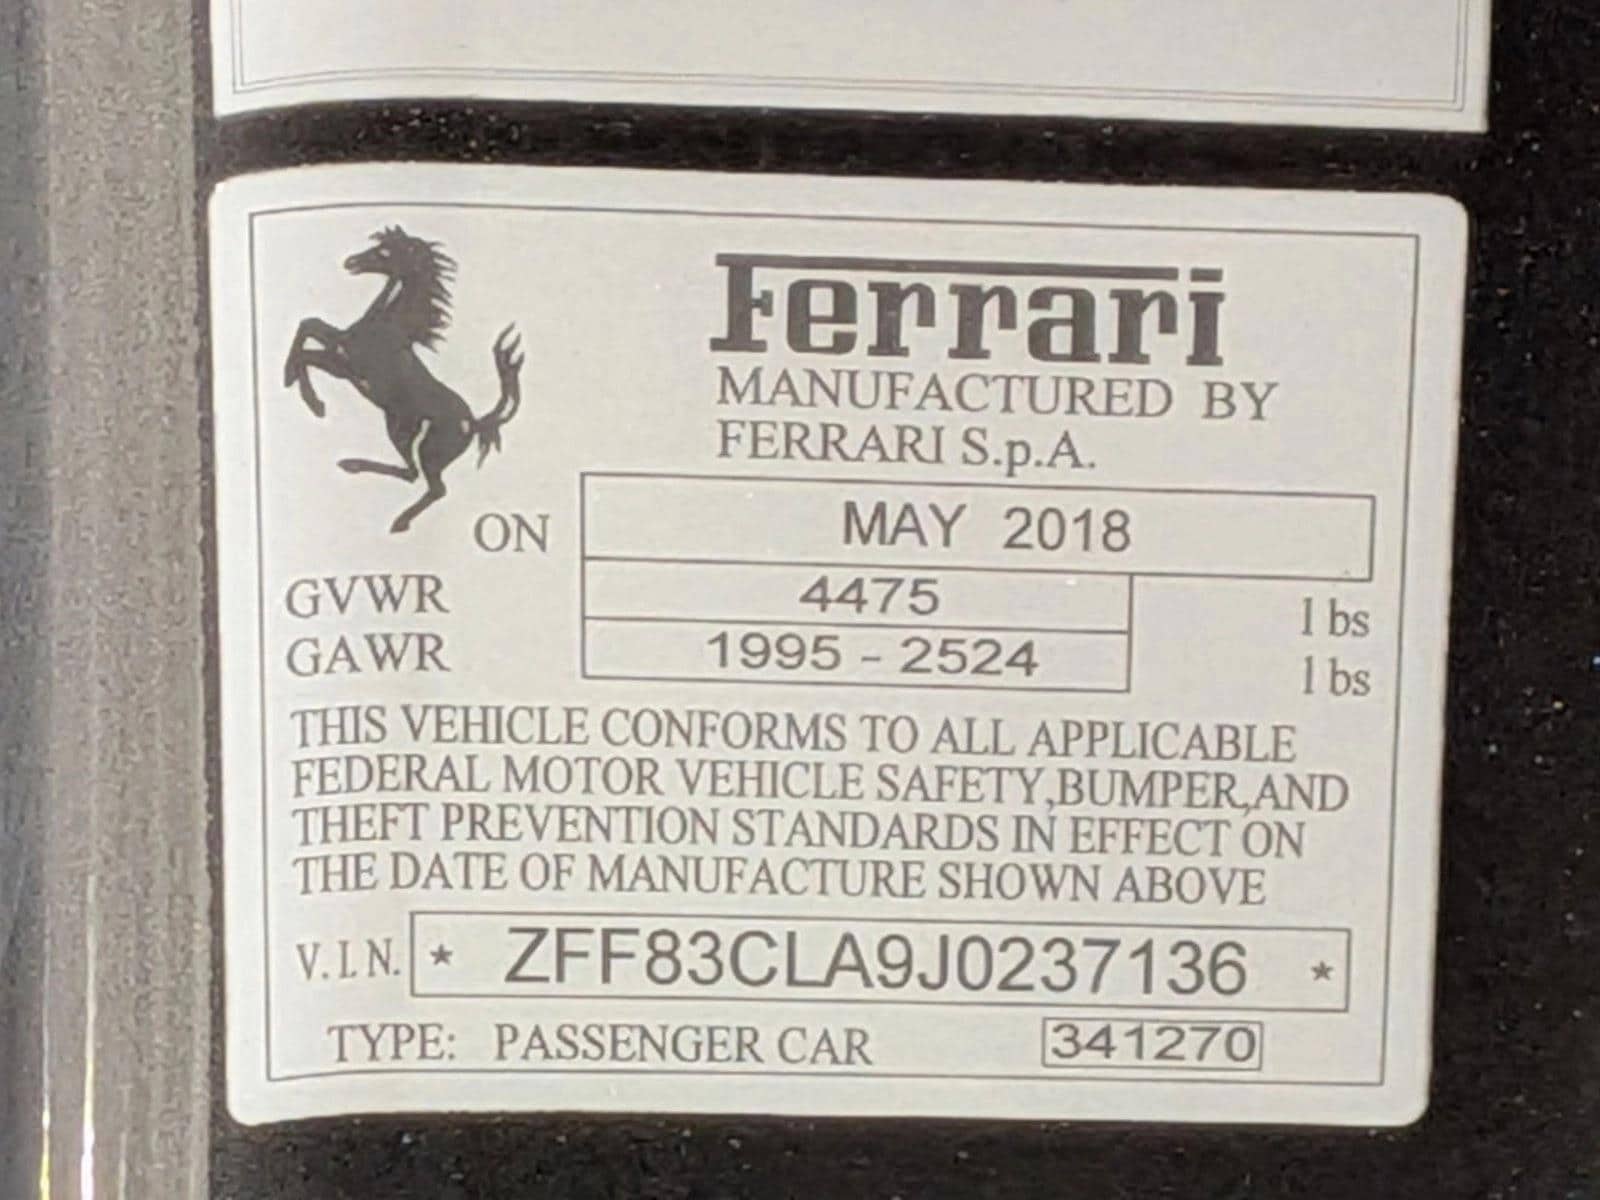 Ferrari
MANUFACTURED BY
FERRARI S.p.A.
ON MAY 2018
GVWR 4475 lbs
GAWR 1995 - 2524 lbs
THIS VEHICLE CONFORMS TO ALL APPLICABLE
FEDERAL MOTOR VEHICLE SAFETY,BUMPER,AND
THEFT PREVENTION STANDARDS IN EFFECT ON
THE DATE OF MANUFACTURE SHOWN ABOVE
V.I.N. * ZFF83CLA9J0237136 *
TYPE: PASSENGER CAR 341270